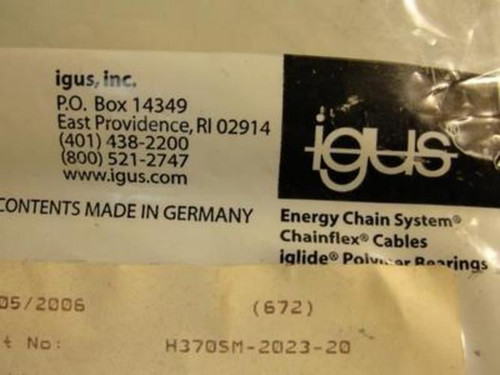 igus, inc.
P.O. Box 14349
East Providence, RI 02914
(401) 438-2200
(800) 521-2747
www.igus.com
CONTENTS MADE IN GERMANY
igus®
Energy Chain System®
Chainflex® Cables
iglide® Polymer Bearings
05/2006 (672)
t No: H370SM-2023-20